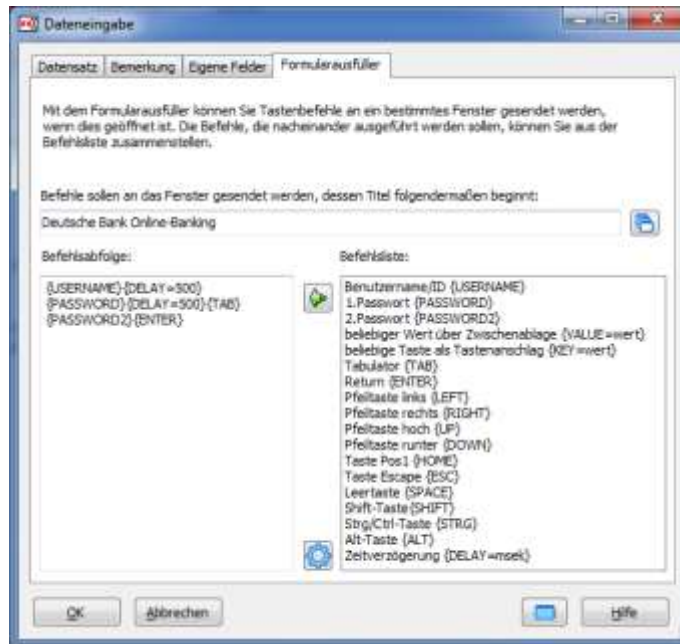 Dateneingabe
Datensatz Bemerkung Eigene Felder Formularausfüller
Mit dem Formularausfüller können Sie Tastenbefehle an ein bestimmtes Fenster gesendet werden,
wenn dies geöffnet ist. Die Befehle, die nacheinander ausgeführt werden sollen, können Sie aus der
Befehlsliste zusammenstellen.
Befehle sollen an das Fenster gesendet werden, dessen Titel folgendermaßen beginnt:
Deutsche Bank Online-Banking
Befehlsabfolge:
{USERNAME}{DELAY=500}
{PASSWORD}{DELAY=500}{TAB}
{PASSWORD2}{ENTER}
Befehlsliste:
Benutzername/ID {USERNAME}
1.Passwort {PASSWORD}
2.Passwort {PASSWORD2}
beliebiger Wert über Zwischenablage {VALUE=wert}
beliebige Taste als Tastenanschlag {KEY=wert}
Tabulator {TAB}
Return {ENTER}
Pfeiltaste links {LEFT}
Pfeiltaste rechts {RIGHT}
Pfeiltaste hoch {UP}
Pfeiltaste runter {DOWN}
Taste Pos1 {HOME}
Taste Escape {ESC}
Leertaste {SPACE}
Shift-Taste{SHIFT}
Strg/Ctrl-Taste {STRG}
Alt-Taste {ALT}
Zeitverzögerung {DELAY=msek}
OK Abbrechen Hilfe